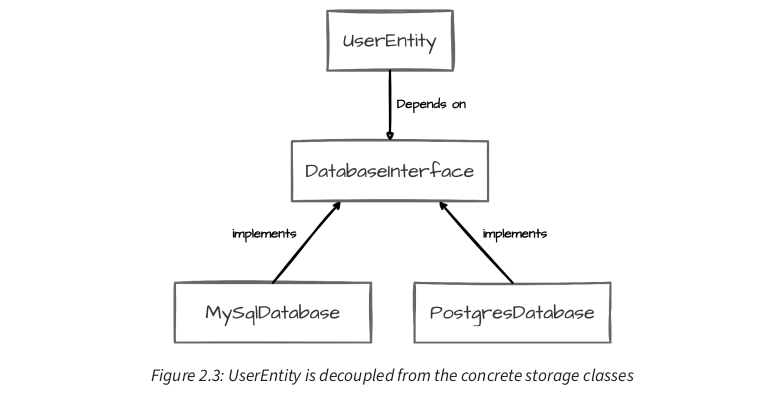 UserEntity
Depends on
DatabaseInterface
implements
implements
MySqlDatabase
PostgresDatabase
Figure 2.3: UserEntity is decoupled from the concrete storage classes